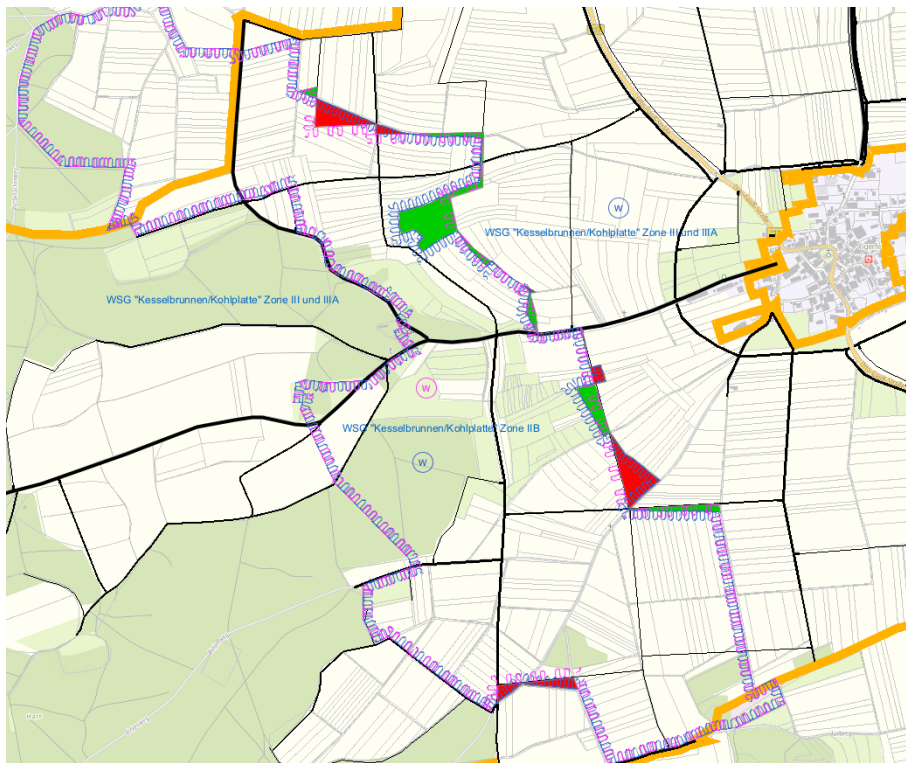 W
WSG "Kesselbrunnen/Kohlplatte" Zone III und IIIA
WSG "Kesselbrunnen/Kohlplatte" Zone III und IIIA
W
WSG "Kesselbrunnen/Kohlplatte" Zone IIB
W
Hart